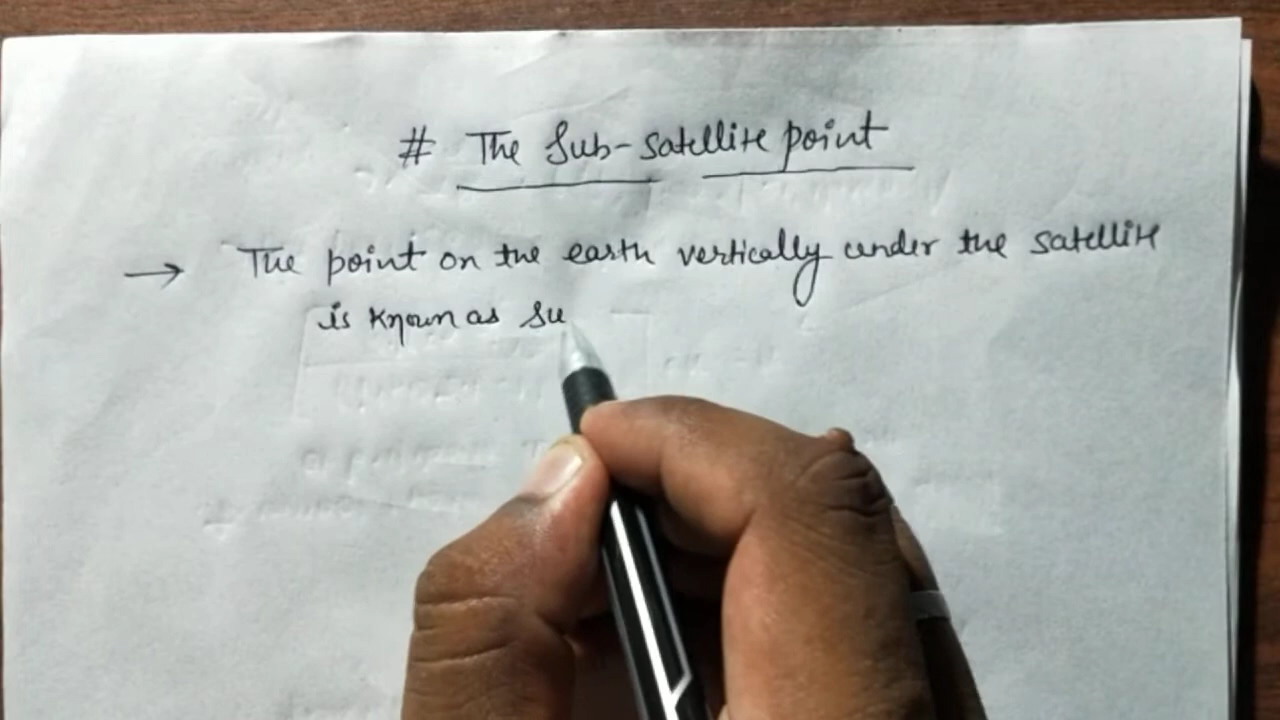 # The Sub-satellite point
→ The point on the earth vertically under the satellite
is known as su